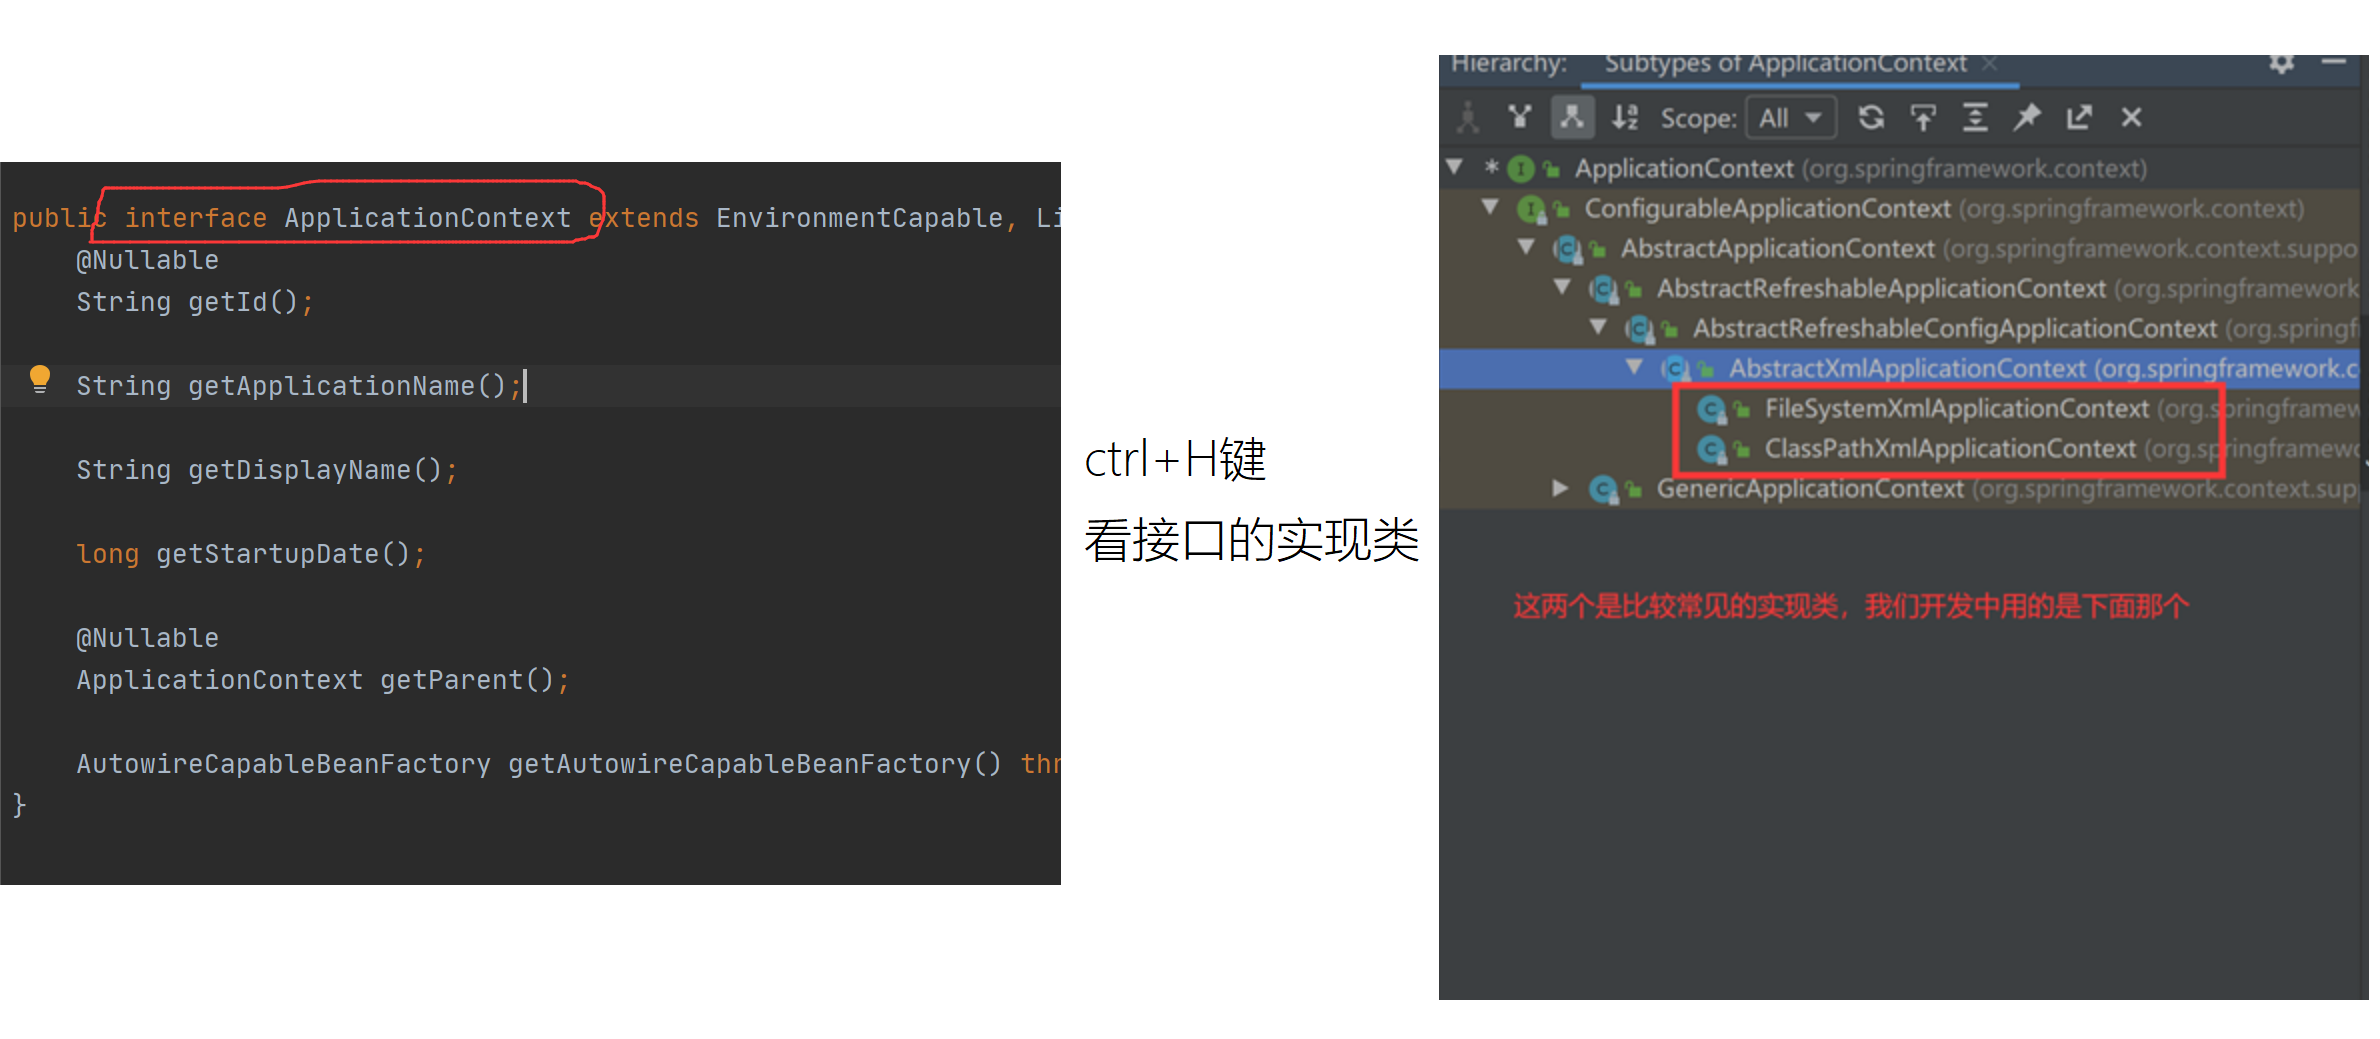 public interface ApplicationContext extends EnvironmentCapable, Li
@Nullable
String getId();
String getApplicationName();
String getDisplayName();
long getStartupDate();
@Nullable
ApplicationContext getParent();
AutowireCapableBeanFactory getAutowireCapableBeanFactory() thr
}
ctrl+H键
看接口的实现类
Hierarchy: Subtypes of ApplicationContext
Scope: All
* ApplicationContext (org.springframework.context)
ConfigurableApplicationContext (org.springframework.context)
AbstractApplicationContext (org.springframework.context.suppo
AbstractRefreshableApplicationContext (org.springframework
AbstractRefreshableConfigApplicationContext (org.springf
AbstractXmlApplicationContext (org.springframework.c
FileSystemXmlApplicationContext (org.springframew
ClassPathXmlApplicationContext (org.springframewo
GenericApplicationContext (org.springframework.context.supp
这两个是比较常见的实现类，我们开发中用的是下面那个